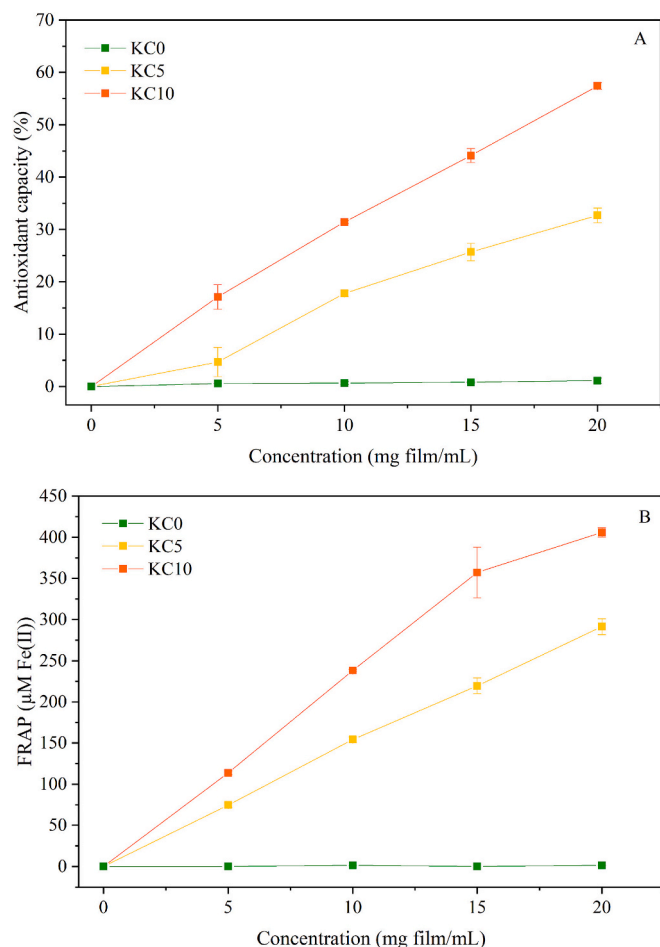 A
KC0
KC5
KC10
Antioxidant capacity (%)
70
60
50
40
30
20
10
0
0 5 10 15 20
Concentration (mg film/mL)
B
KC0
KC5
KC10
FRAP (µM Fe(II))
450
400
350
300
250
200
150
100
50
0
0 5 10 15 20
Concentration (mg film/mL)